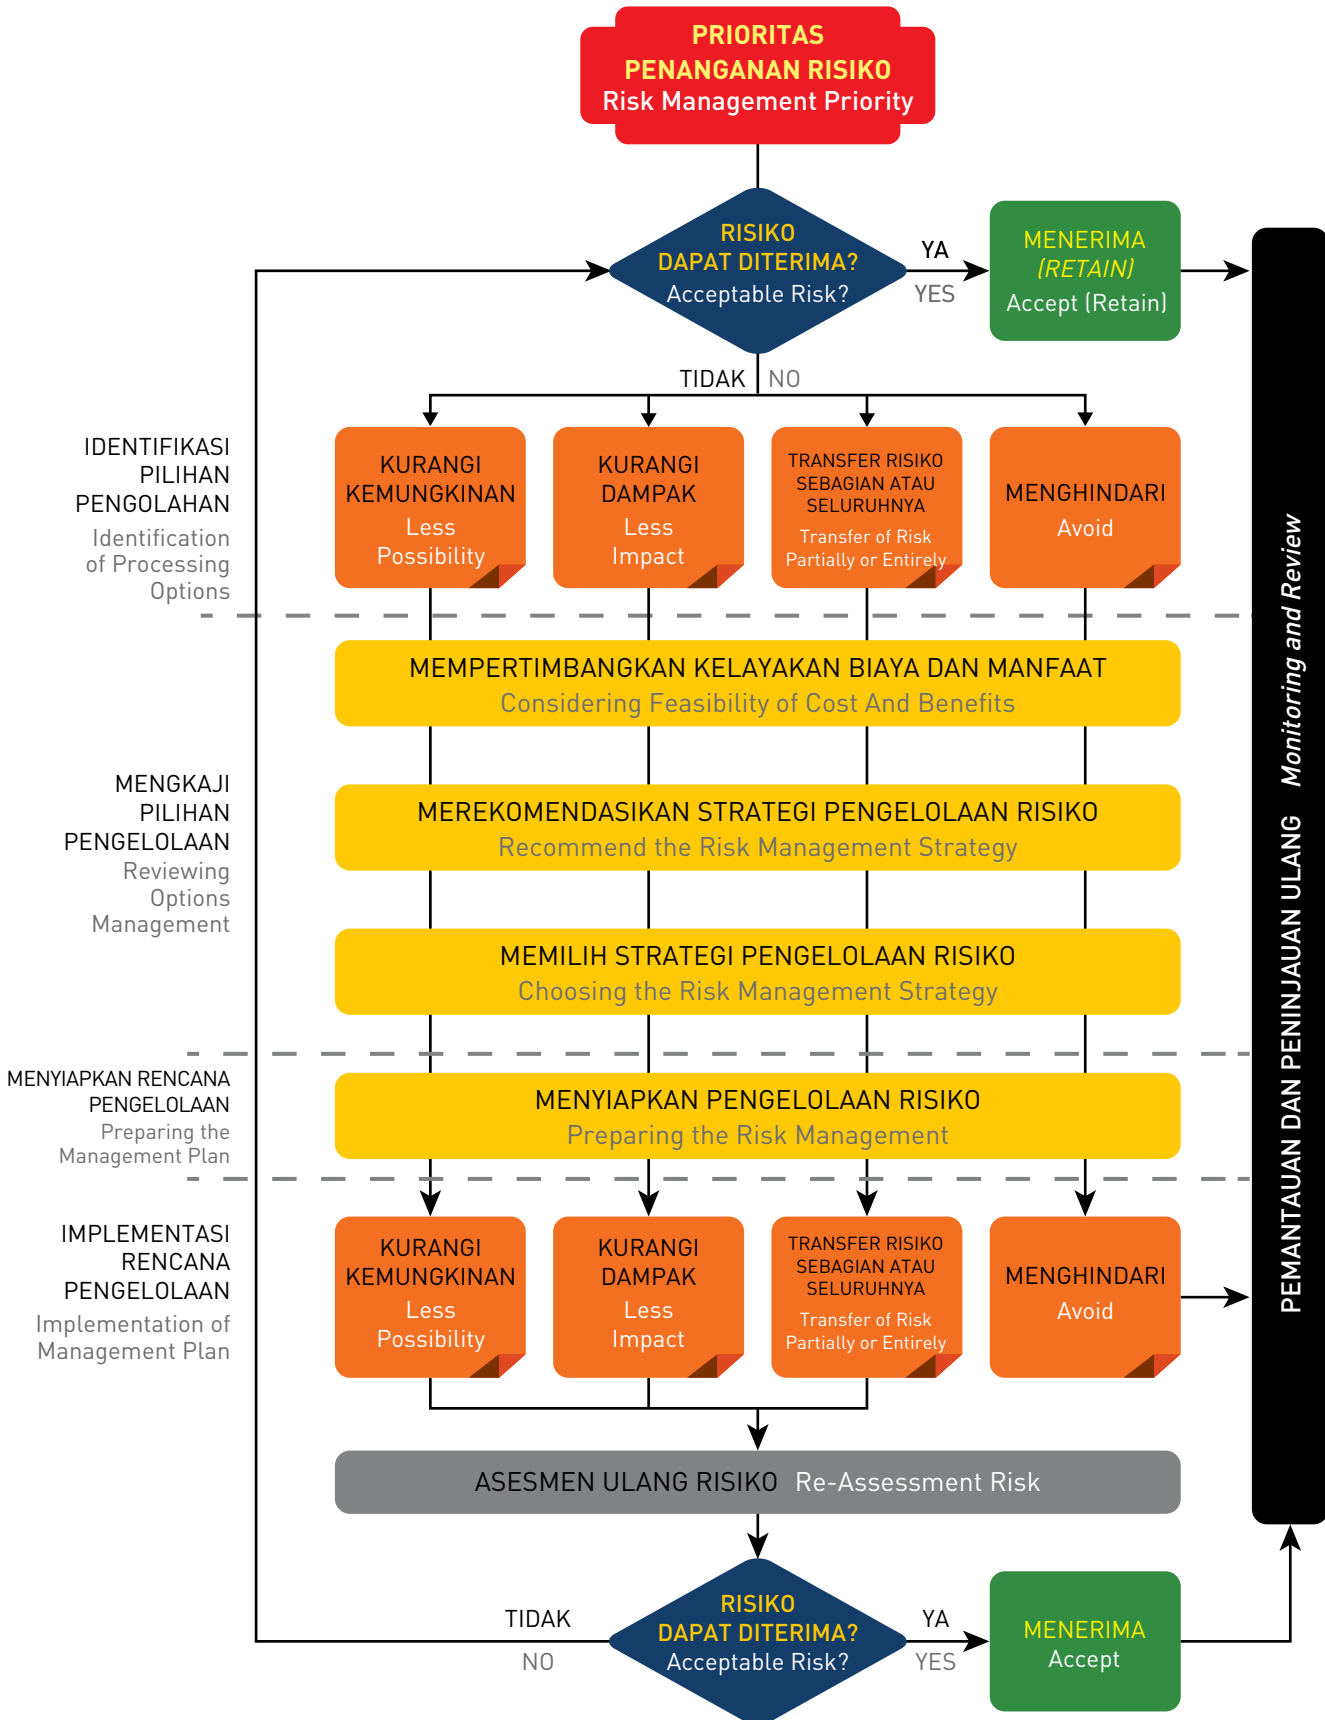 PRIORITAS
PENANGANAN RISIKO
Risk Management Priority
RISIKO
DAPAT DITERIMA?
Acceptable Risk?
YA
YES
MENERIMA
(RETAIN)
Accept (Retain)
TIDAK
NO
IDENTIFIKASI
PILIHAN
PENGOLAHAN
Identification
of Processing
Options
KURANGI
KEMUNGKINAN
Less
Possibility
KURANGI
DAMPAK
Less
Impact
TRANSFER RISIKO
SEBAGIAN ATAU
SELURUHNYA
Transfer of Risk
Partially or Entirely
MENGHINDARI
Avoid
MEMPERTIMBANGKAN KELAYAKAN BIAYA DAN MANFAAT
Considering Feasibility of Cost And Benefits
MENGKAJI
PILIHAN
PENGELOLAAN
Reviewing
Options
Management
MEREKOMENDASIKAN STRATEGI PENGELOLAAN RISIKO
Recommend the Risk Management Strategy
MEMILIH STRATEGI PENGELOLAAN RISIKO
Choosing the Risk Management Strategy
MENYIAPKAN RENCANA
PENGELOLAAN
Preparing the
Management Plan
MENYIAPKAN PENGELOLAAN RISIKO
Preparing the Risk Management
IMPLEMENTASI
RENCANA
PENGELOLAAN
Implementation of
Management Plan
KURANGI
KEMUNGKINAN
Less
Possibility
KURANGI
DAMPAK
Less
Impact
TRANSFER RISIKO
SEBAGIAN ATAU
SELURUHNYA
Transfer of Risk
Partially or Entirely
MENGHINDARI
Avoid
ASESMEN ULANG RISIKO Re-Assessment Risk
TIDAK
NO
RISIKO
DAPAT DITERIMA?
Acceptable Risk?
YA
YES
MENERIMA
Accept
PEMANTAUAN DAN PENINJAUAN ULANG Monitoring and Review